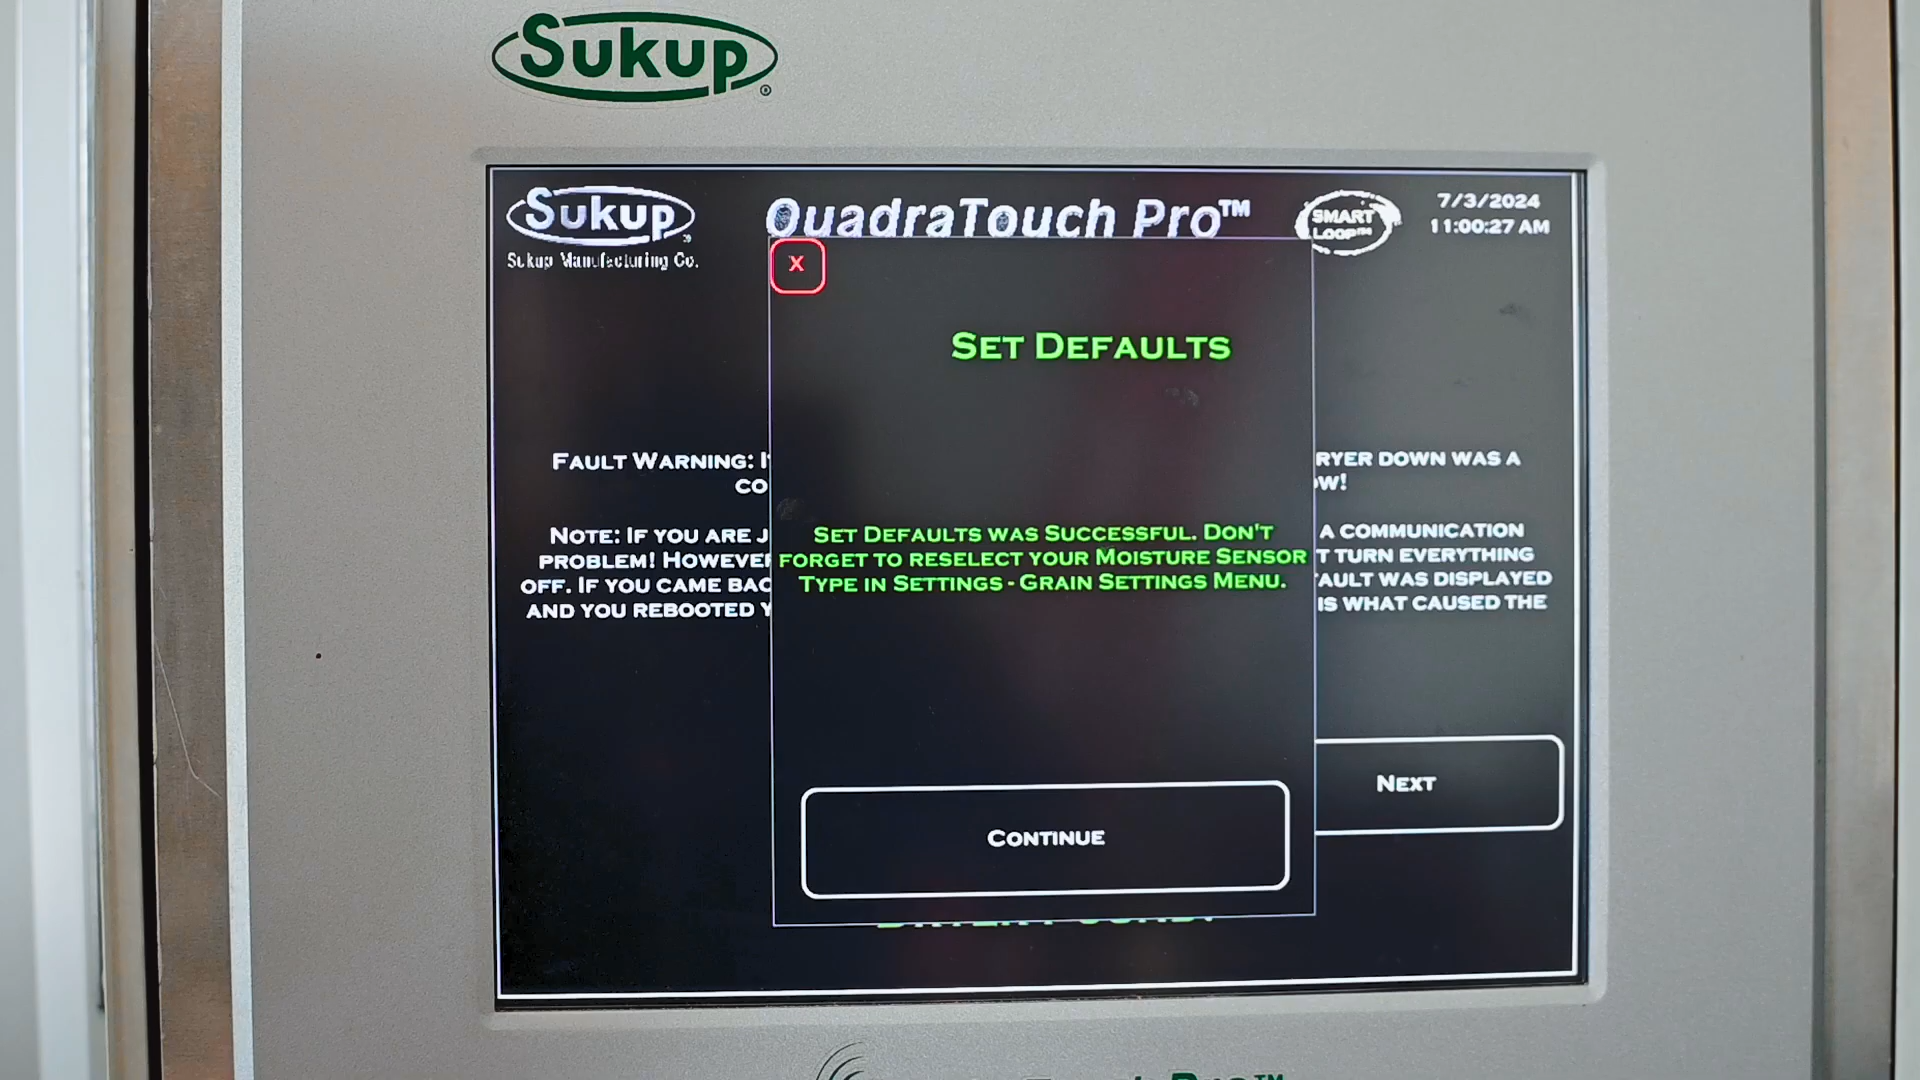 Sukup
Sukup
Sukup Manufacturing Co.
QuadraTouch Pro™
SMART
LOOP™
7/3/2024
11:00:27 AM
X
SET DEFAULTS
FAULT WARNING:
RYER DOWN WAS A
CO
OW!
NOTE: IF YOU ARE J
A COMMUNICATION
PROBLEM! HOWEVER
T TURN EVERYTHING
OFF. IF YOU CAME BAC
AULT WAS DISPLAYED
AND YOU REBOOTED Y
IS WHAT CAUSED THE
SET DEFAULTS WAS SUCCESSFUL. DON'T
FORGET TO RESELECT YOUR MOISTURE SENSOR
TYPE IN SETTINGS - GRAIN SETTINGS MENU.
NEXT
CONTINUE